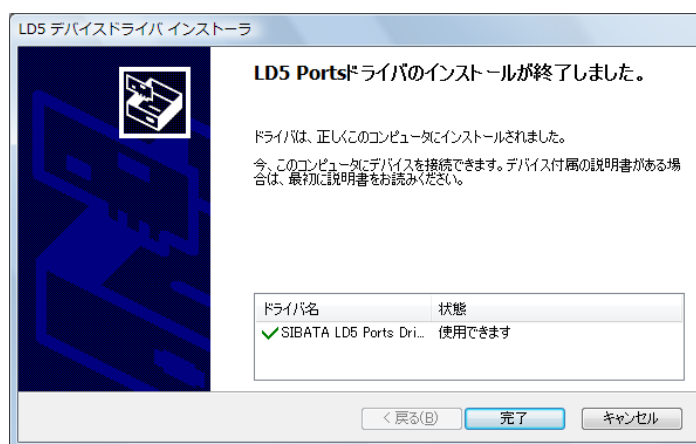 LD5 デバイスドライバ インストーラ
LD5 Portsドライバのインストールが終了しました。
ドライバは、正しくこのコンピュータにインストールされました。
今、このコンピュータにデバイスを接続できます。デバイス付属の説明書がある場
合は、最初に説明書をお読みください。
ドライバ名 状態
SIBATA LD5 Ports Dri... 使用できます
< 戻る(B) 完了 キャンセル